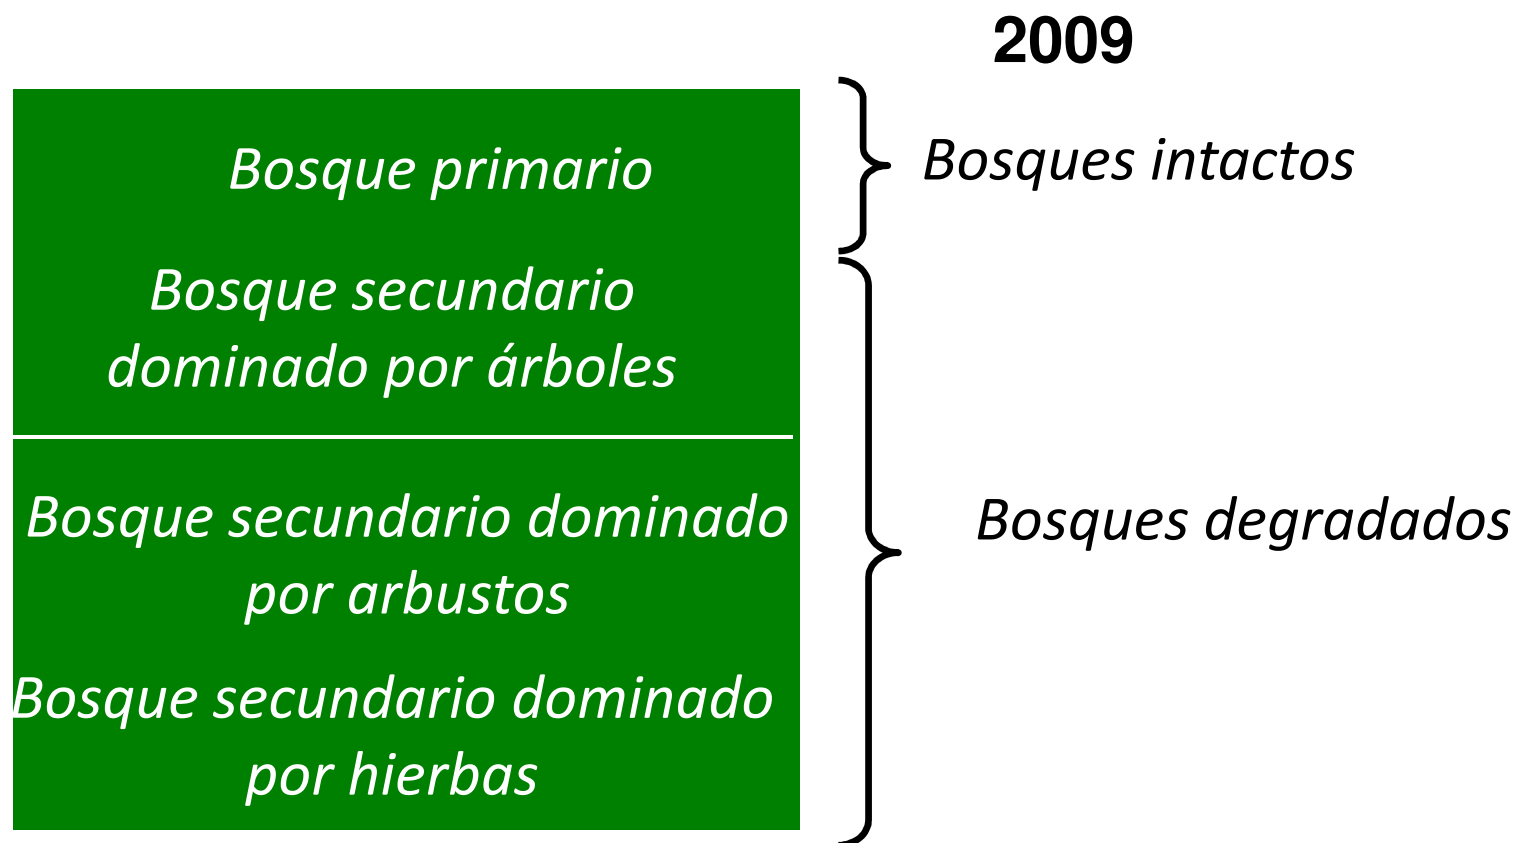 2009
Bosque primario
Bosques intactos
Bosque secundario
dominado por árboles
Bosque secundario dominado
por arbustos
Bosques degradados
Bosque secundario dominado
por hierbas